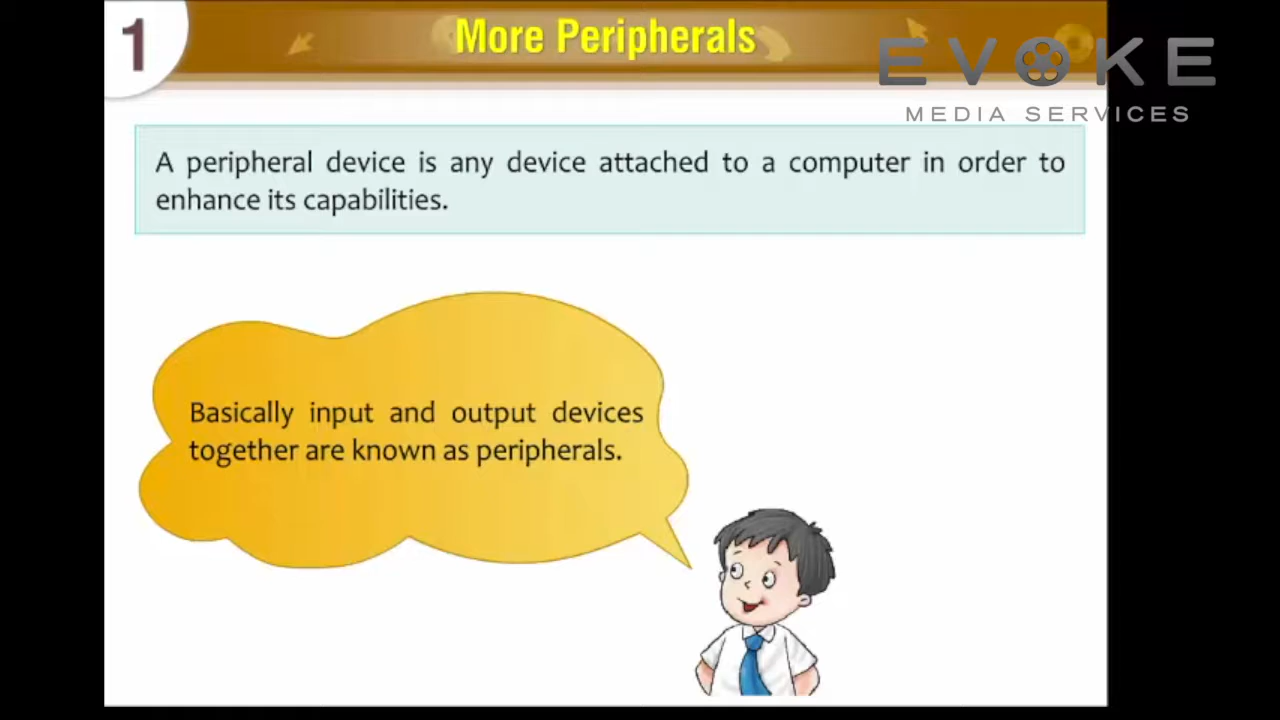 1
More Peripherals
EVOKE
MEDIA SERVICES
A peripheral device is any device attached to a computer in order to
enhance its capabilities.
Basically input and output devices
together are known as peripherals.